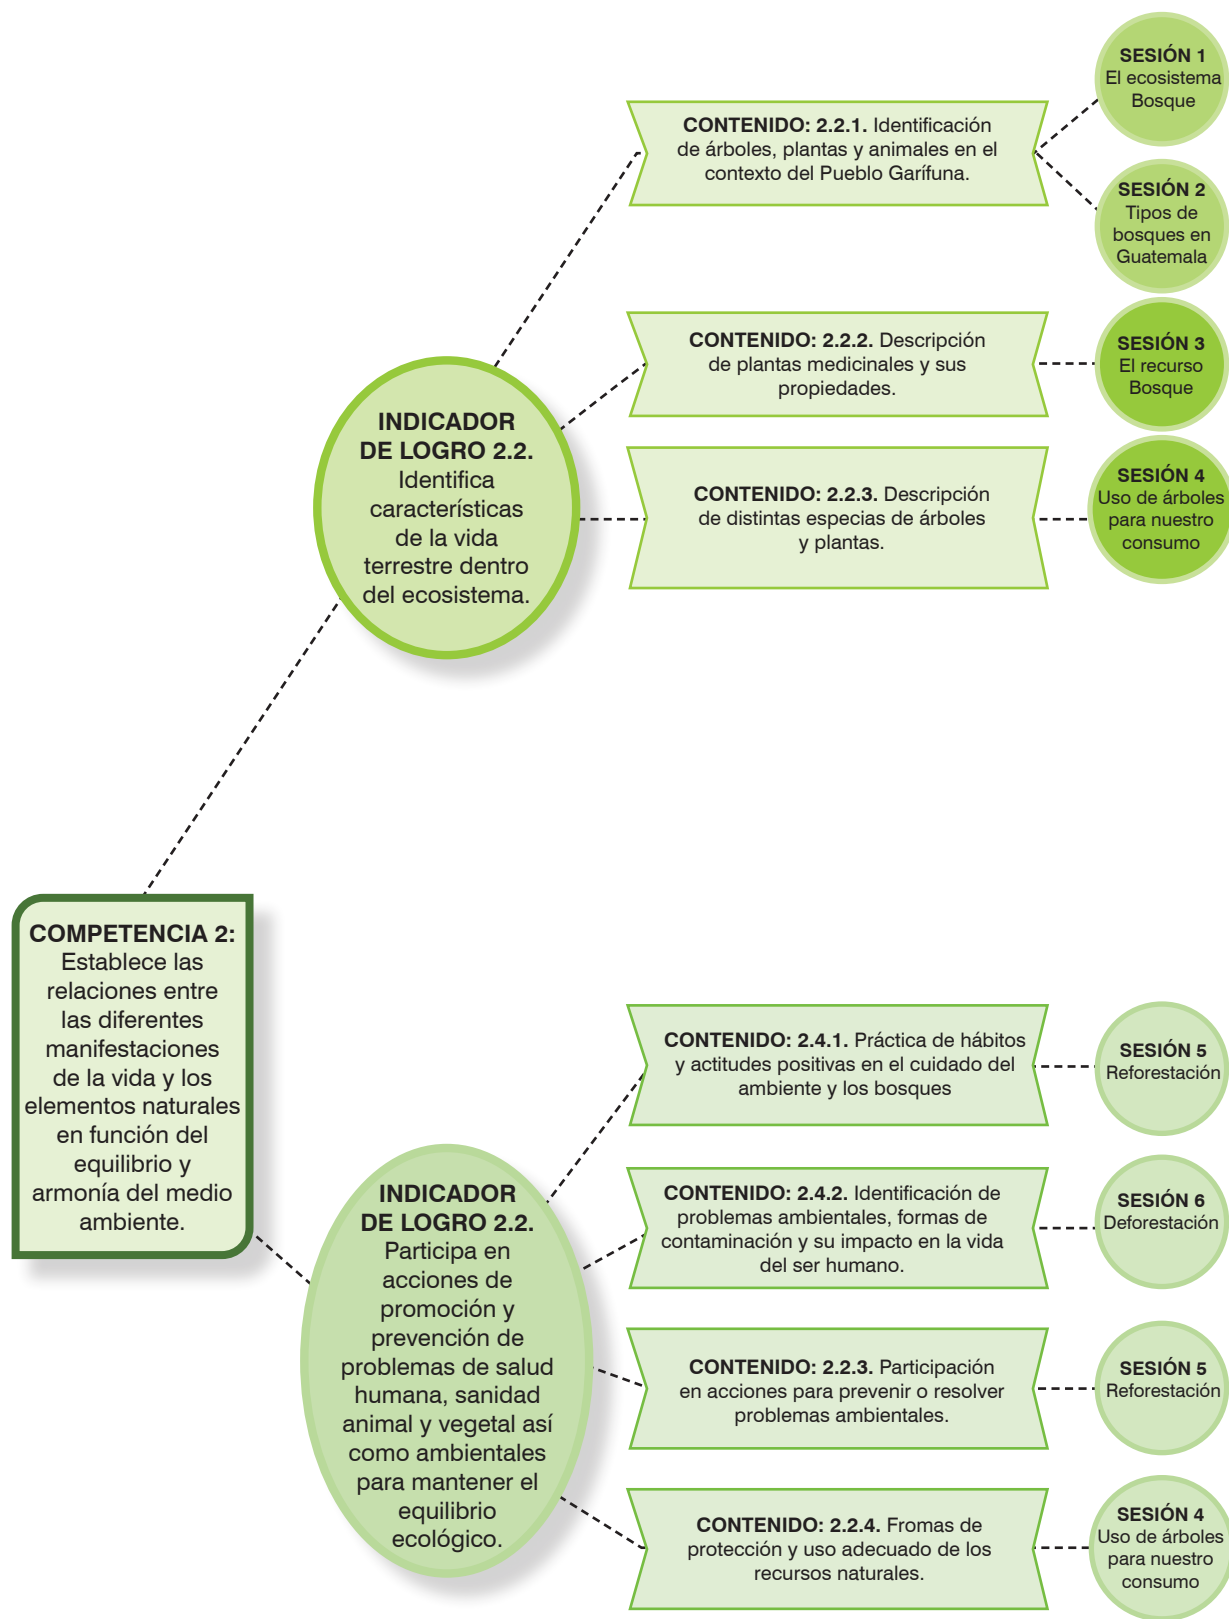 SESIÓN 1
El ecosistema
Bosque
CONTENIDO: 2.2.1. Identificación
de árboles, plantas y animales en el
contexto del Pueblo Garífuna.
SESIÓN 2
Tipos de
bosques en
Guatemala
CONTENIDO: 2.2.2. Descripción
de plantas medicinales y sus
propiedades.
SESIÓN 3
El recurso
Bosque
INDICADOR
DE LOGRO 2.2.
Identifica
características
de la vida
terrestre dentro
del ecosistema.
CONTENIDO: 2.2.3. Descripción
de distintas especias de árboles
y plantas.
SESIÓN 4
Uso de árboles
para nuestro
consumo
COMPETENCIA 2:
Establece las
relaciones entre
las diferentes
manifestaciones
de la vida y los
elementos naturales
en función del
equilibrio y
armonía del medio
ambiente.
CONTENIDO: 2.4.1. Práctica de hábitos
y actitudes positivas en el cuidado del
ambiente y los bosques
SESIÓN 5
Reforestación
INDICADOR
DE LOGRO 2.2.
Participa en
acciones de
promoción y
prevención de
problemas de salud
humana, sanidad
animal y vegetal así
como ambientales
para mantener el
equilibrio
ecológico.
CONTENIDO: 2.4.2. Identificación de
problemas ambientales, formas de
contaminación y su impacto en la vida
del ser humano.
SESIÓN 6
Deforestación
CONTENIDO: 2.2.3. Participación
en acciones para prevenir o resolver
problemas ambientales.
SESIÓN 5
Reforestación
CONTENIDO: 2.2.4. Fromas de
protección y uso adecuado de los
recursos naturales.
SESIÓN 4
Uso de árboles
para nuestro
consumo